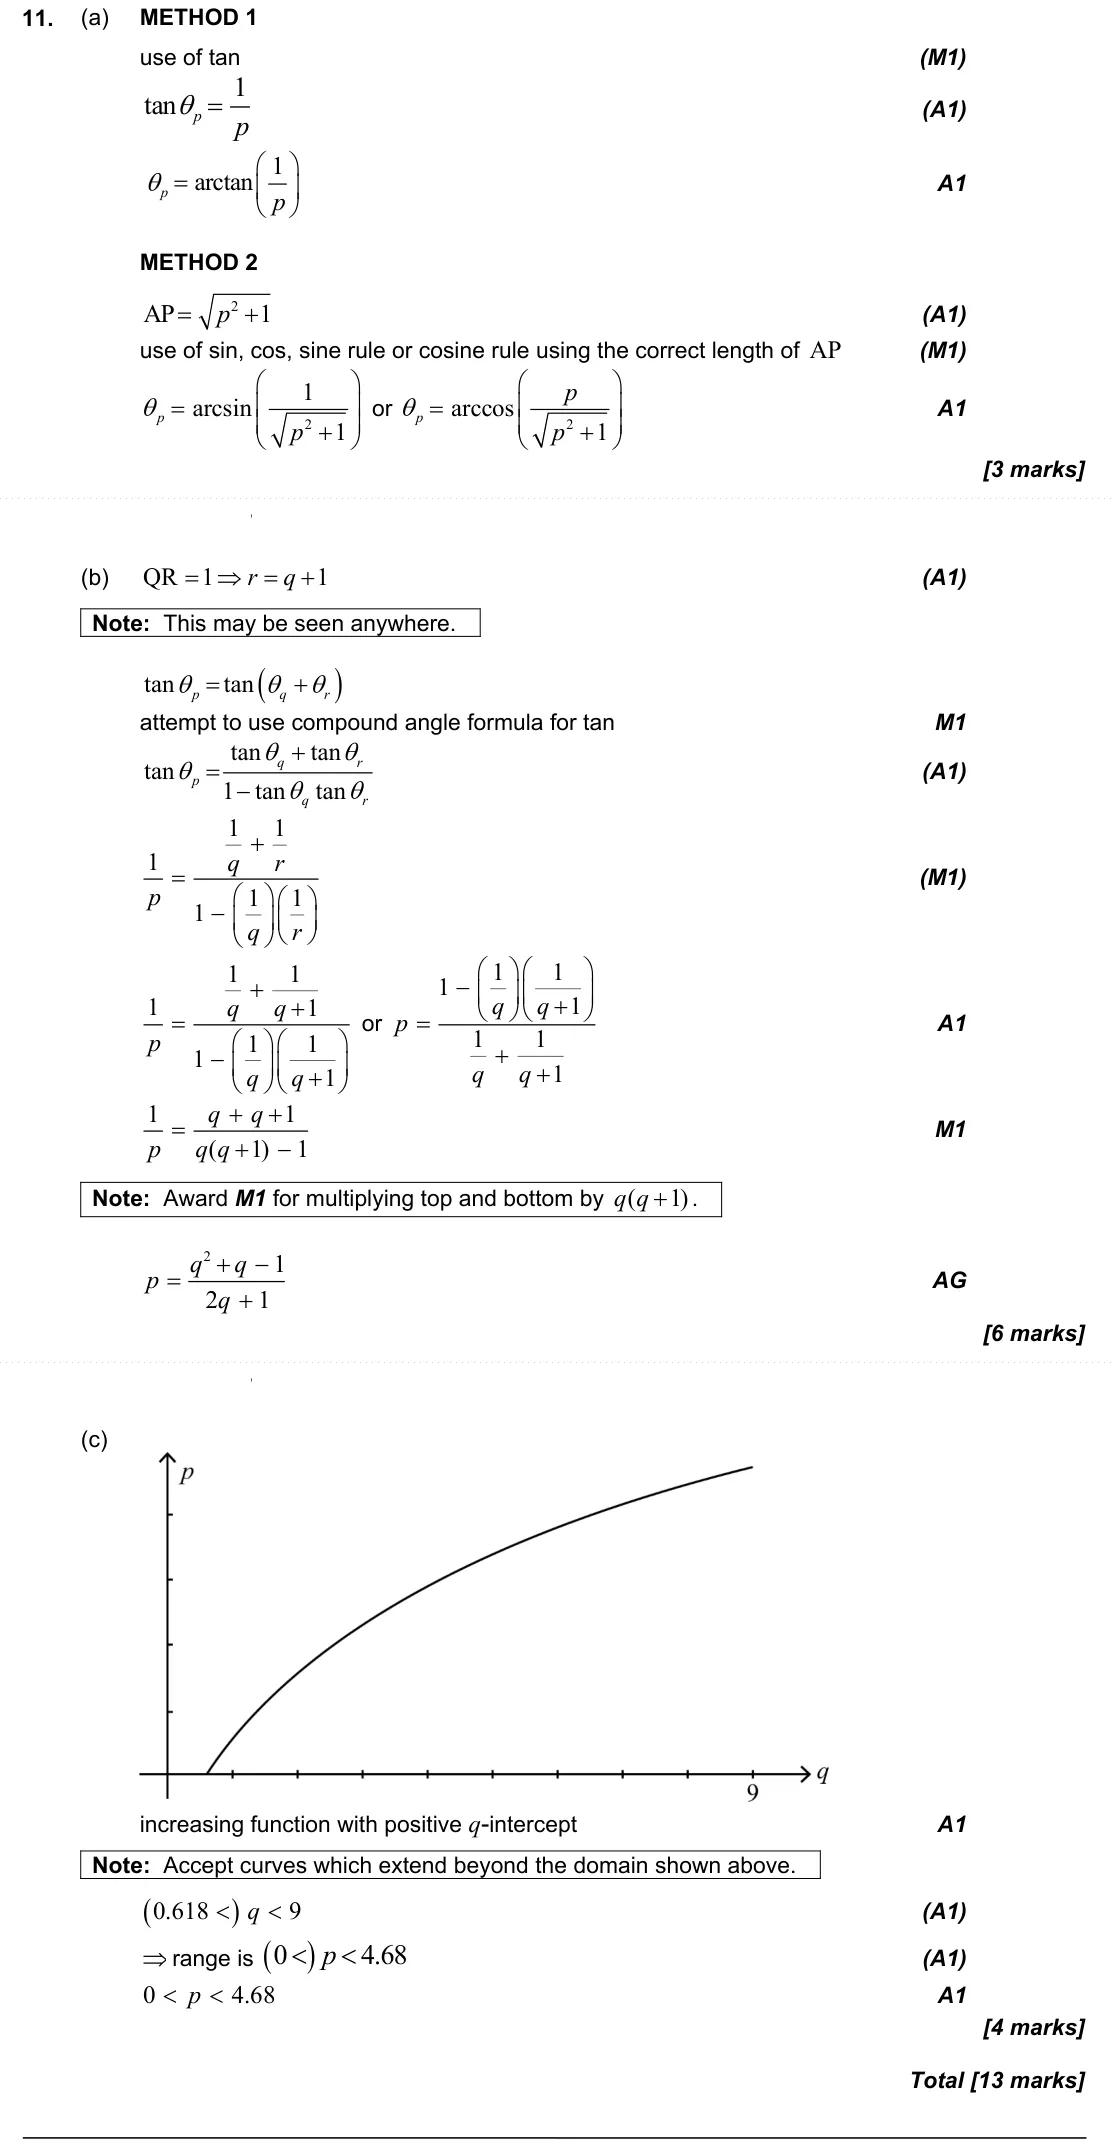 11. (a) METHOD 1
use of tan (M1)
tan θ_p = 1/p (A1)
θ_p = arctan(1/p) A1
METHOD 2
AP = √(p² + 1) (A1)
use of sin, cos, sine rule or cosine rule using the correct length of AP (M1)
θ_p = arcsin(1/√(p² + 1)) or θ_p = arccos(p/√(p² + 1)) A1
[3 marks]
(b) QR = 1 ⇒ r = q + 1 (A1)
Note: This may be seen anywhere.
tan θ_p = tan(θ_q + θ_r)
attempt to use compound angle formula for tan M1
tan θ_p = (tan θ_q + tan θ_r)/(1 − tan θ_q tan θ_r) (A1)
1/p = (1/q + 1/r)/(1 − (1/q)(1/r)) (M1)
1/p = (1/q + 1/(q+1))/(1 − (1/q)(1/(q+1))) or p = (1 − (1/q)(1/(q+1)))/(1/q + 1/(q+1)) A1
1/p = (q + q + 1)/(q(q + 1) − 1) M1
Note: Award M1 for multiplying top and bottom by q(q + 1).
p = (q² + q − 1)/(2q + 1) AG
[6 marks]
(c)
p
q
9
increasing function with positive q-intercept A1
Note: Accept curves which extend beyond the domain shown above.
(0.618 <) q < 9 (A1)
⇒ range is (0 <) p < 4.68 (A1)
0 < p < 4.68 A1
[4 marks]
Total [13 marks]